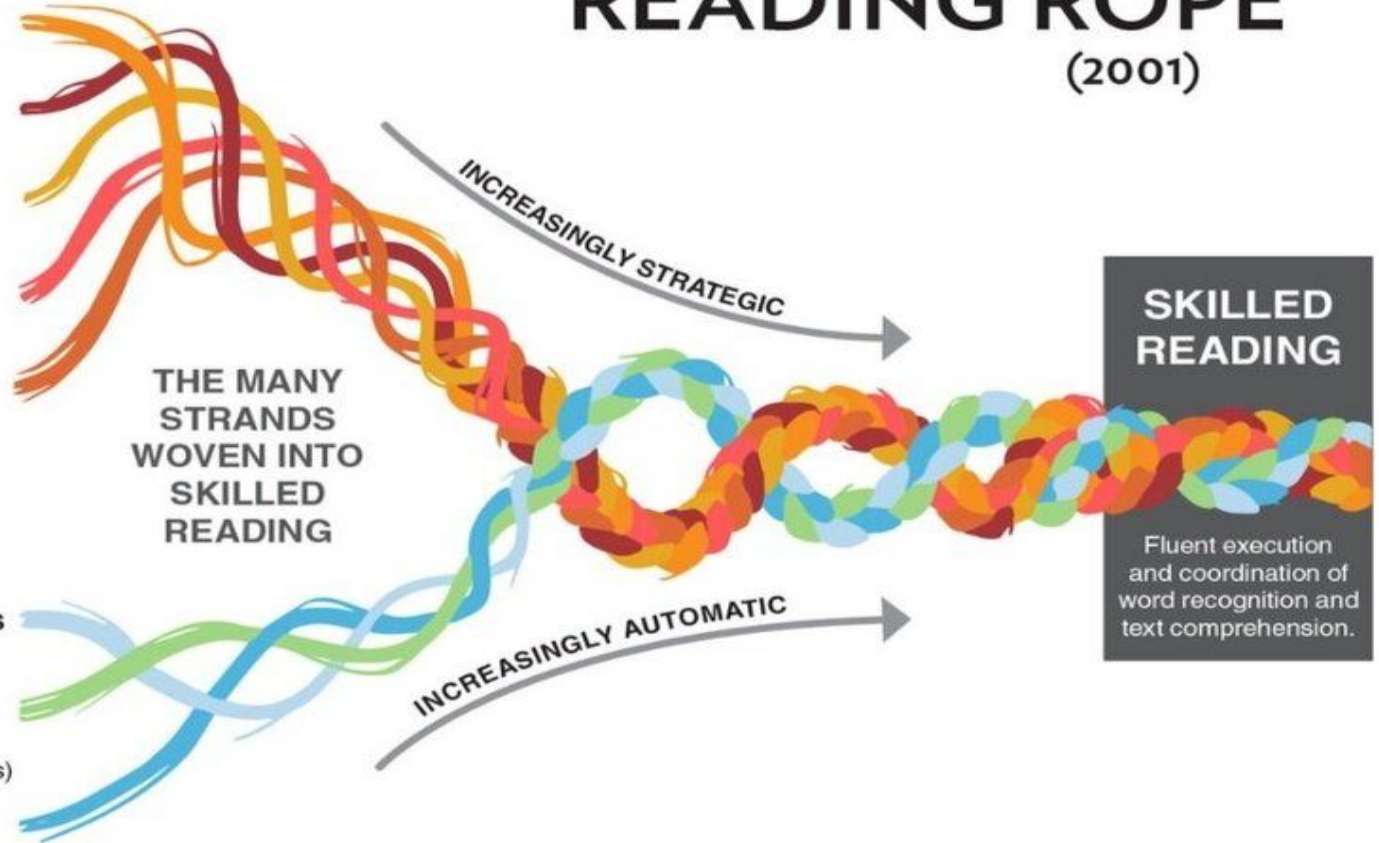 READING ROPE
(2001)
INCREASINGLY STRATEGIC
SKILLED
READING
THE MANY
STRANDS
WOVEN INTO
SKILLED
READING
Fluent execution
and coordination of
word recognition and
text comprehension.
INCREASINGLY AUTOMATIC